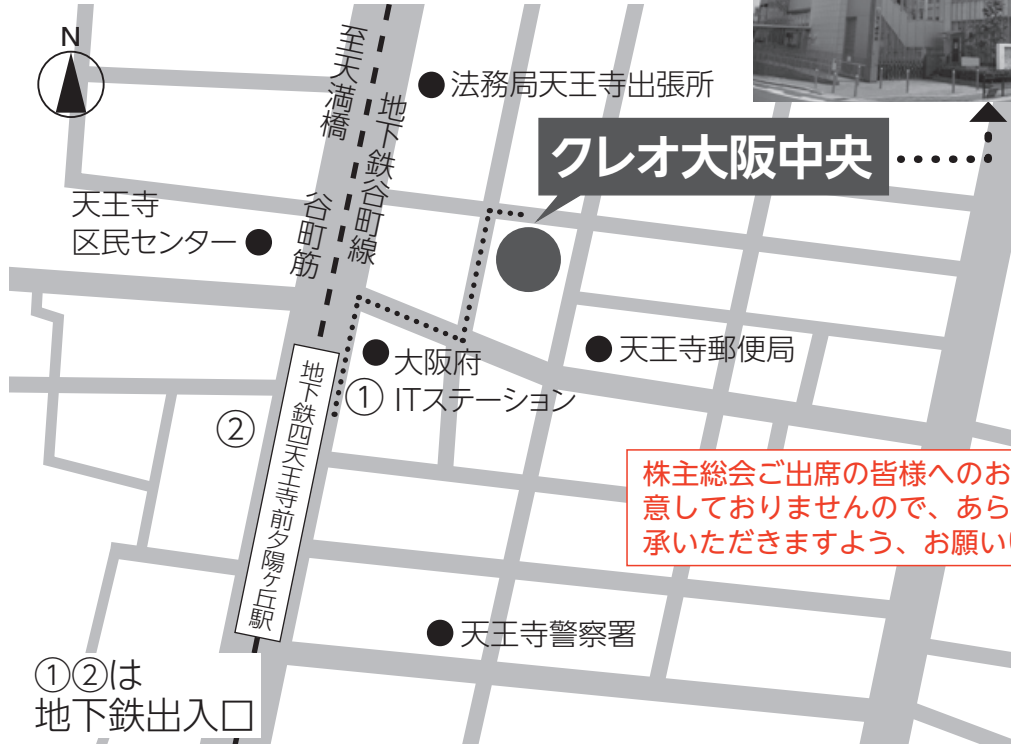 N
至天満橋
地下鉄谷町線
谷町筋
法務局天王寺出張所
クレオ大阪中央
天王寺
区民センター
大阪府
ITステーション
①
②
天王寺郵便局
地下鉄四天王寺前夕陽ヶ丘駅
株主総会ご出席の皆様へのお
意しておりませんので、あら
承いただきますよう、お願い
天王寺警察署
①②は
地下鉄出入口